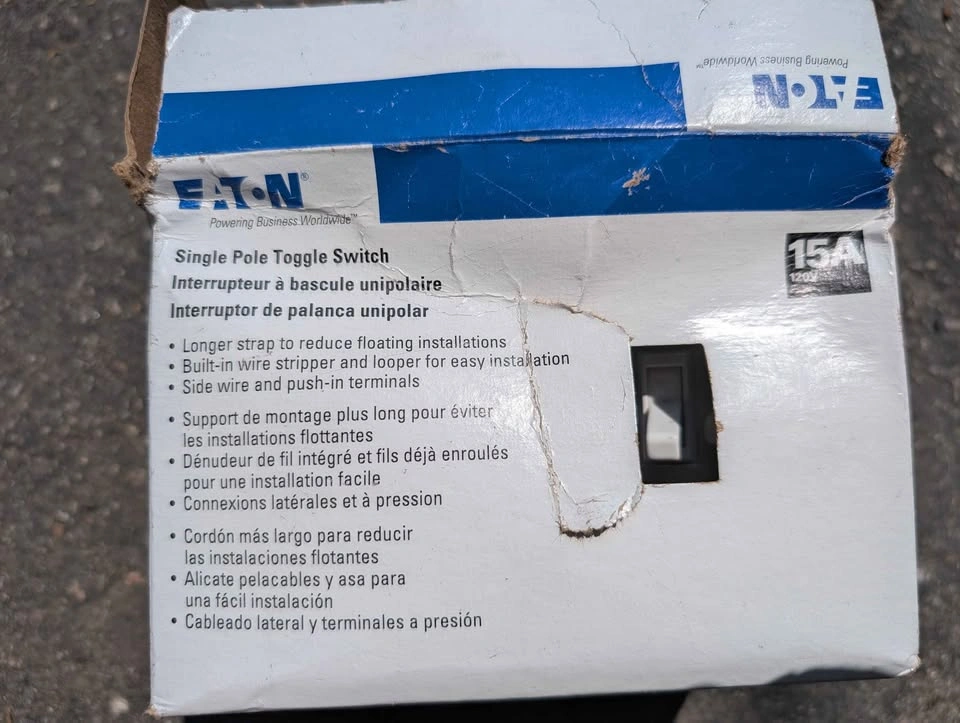 EATON
Powering Business Worldwide™
EATON®
Powering Business Worldwide™
Single Pole Toggle Switch
Interrupteur à bascule unipolaire
Interruptor de palanca unipolar
15A
120V
• Longer strap to reduce floating installations
• Built-in wire stripper and looper for easy installation
• Side wire and push-in terminals
• Support de montage plus long pour éviter
les installations flottantes
• Dénudeur de fil intégré et fils déjà enroulés
pour une installation facile
• Connexions latérales et à pression
• Cordón más largo para reducir
las instalaciones flotantes
• Alicate pelacables y asa para
una fácil instalación
• Cableado lateral y terminales a presión